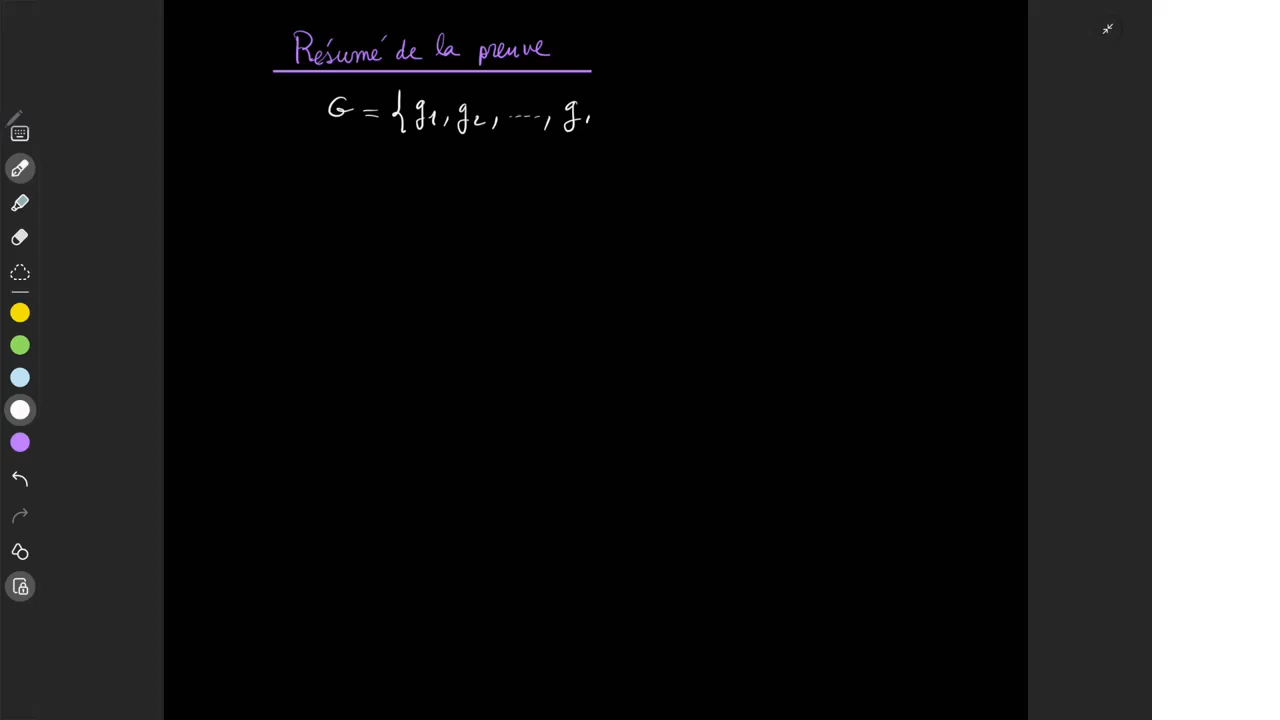 Résumé de la preuve
G = {g₁, g₂, ....., g,